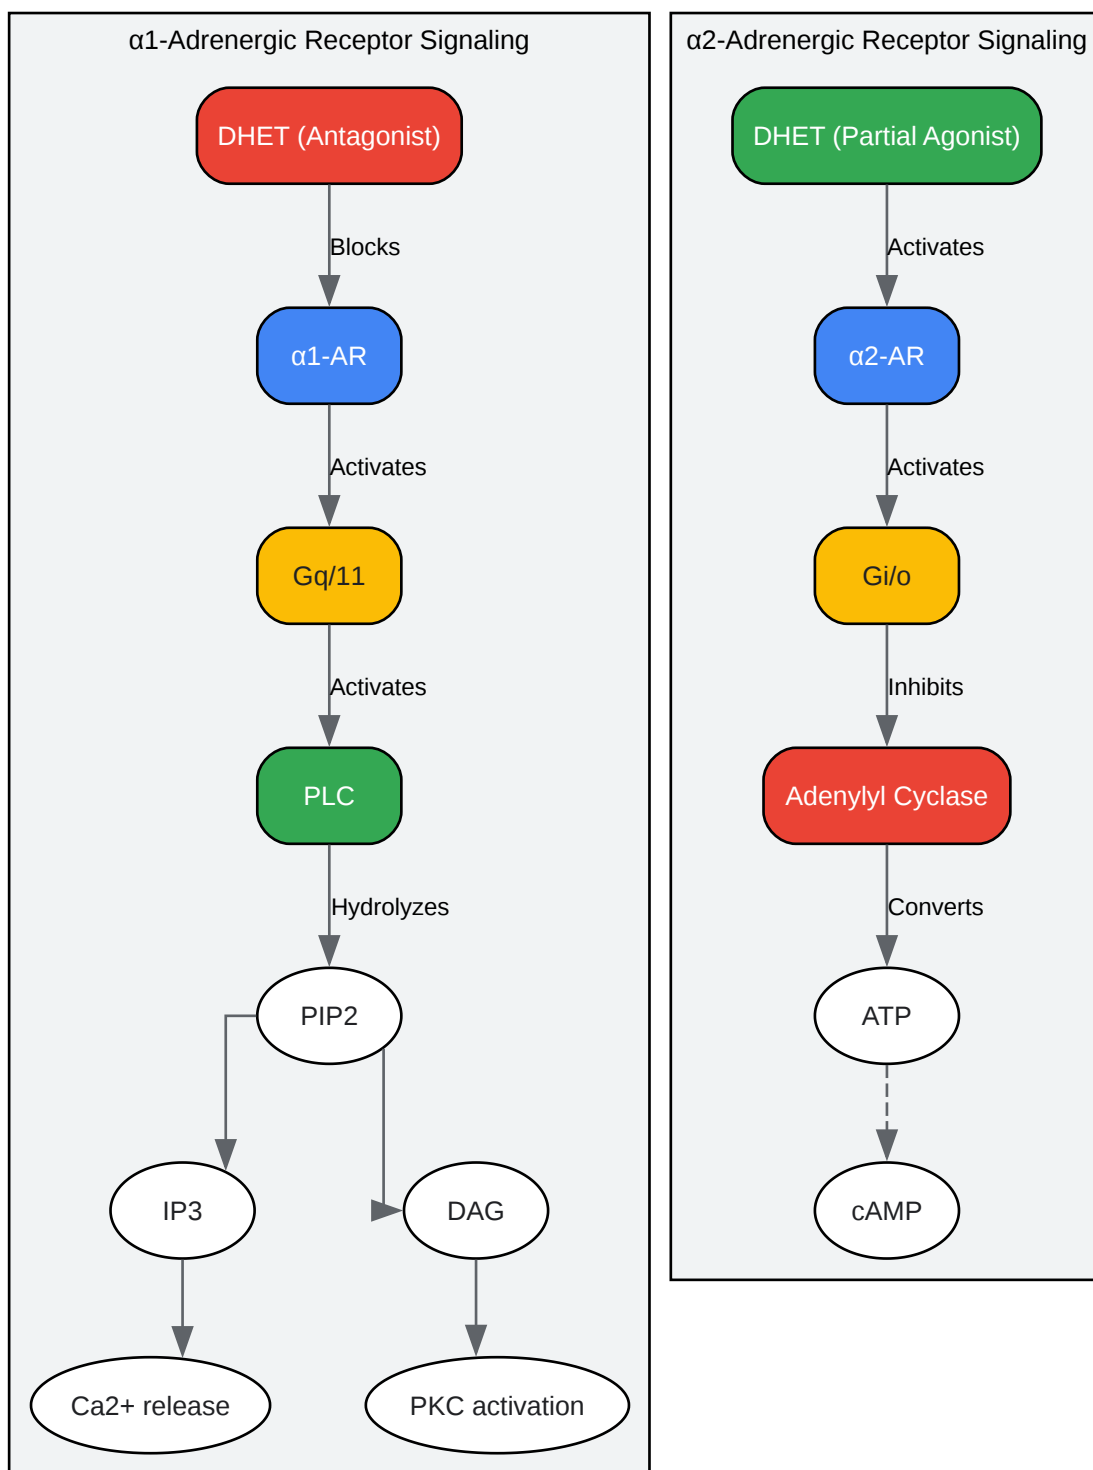 α1-Adrenergic Receptor Signaling
DHET (Antagonist)
Blocks
α1-AR
Activates
Gq/11
Activates
PLC
Hydrolyzes
PIP2
IP3
DAG
Ca2+ release
PKC activation
α2-Adrenergic Receptor Signaling
DHET (Partial Agonist)
Activates
α2-AR
Activates
Gi/o
Inhibits
Adenylyl Cyclase
Converts
ATP
cAMP